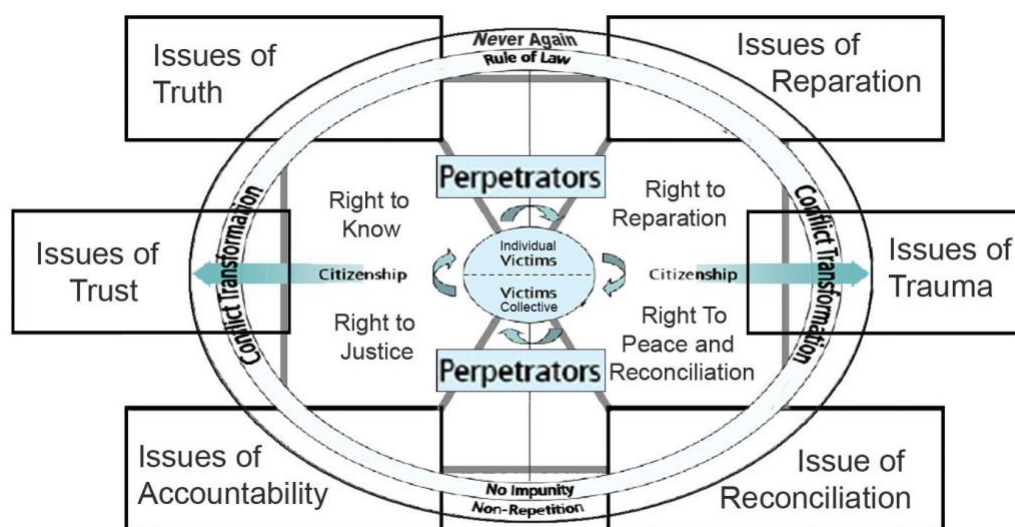 Issues of
Truth
Never Again
Rule of Law
Issues of
Reparation
Perpetrators
Right to
Know
Right to
Reparation
Conflict Transformation
Conflict Transformation
Individual
Victims
Issues of
Trust
Citizenship
Citizenship
Issues of
Trauma
Victims
Collective
Right to
Justice
Right To
Peace and
Reconciliation
Perpetrators
Issues of
Accountability
No Impunity
Non-Repetition
Issue of
Reconciliation